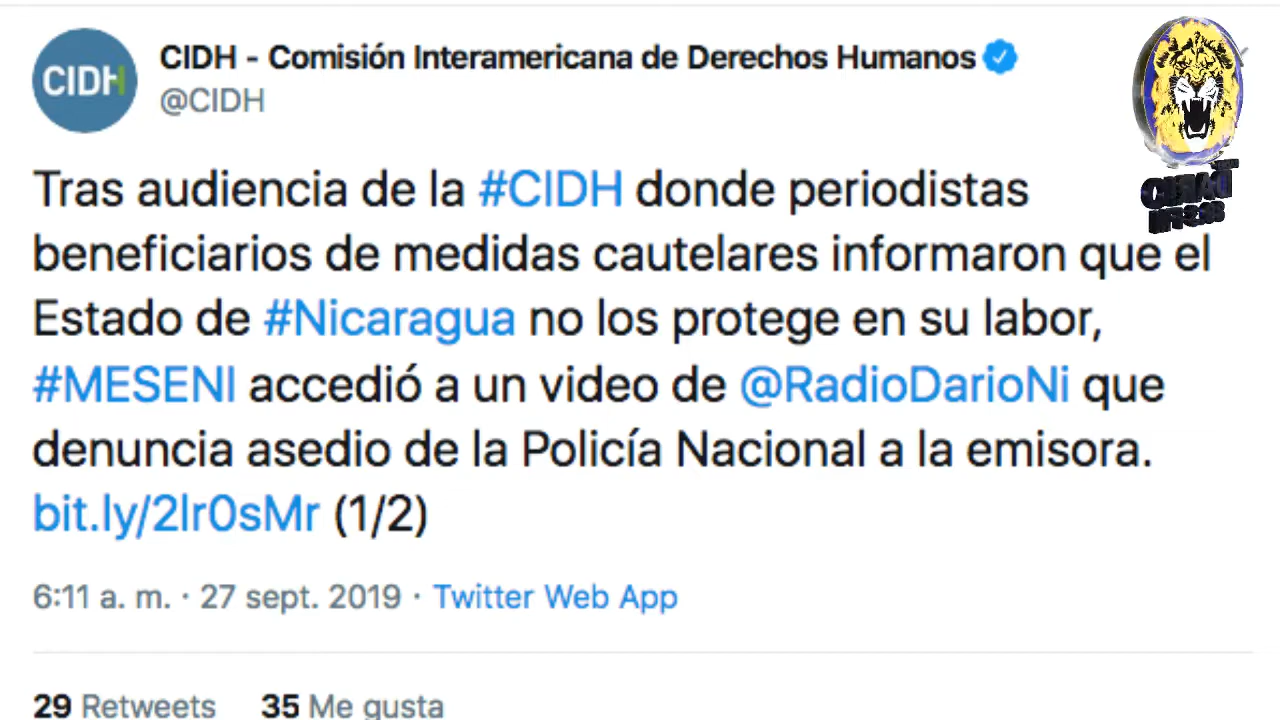 CIDH
CIDH - Comisión Interamericana de Derechos Humanos
@CIDH
Tras audiencia de la #CIDH donde periodistas
beneficiarios de medidas cautelares informaron que el
Estado de #Nicaragua no los protege en su labor,
#MESENI accedió a un video de @RadioDarioNi que
denuncia asedio de la Policía Nacional a la emisora.
bit.ly/2lr0sMr (1/2)
6:11 a. m. · 27 sept. 2019 · Twitter Web App
29 Retweets 35 Me gusta